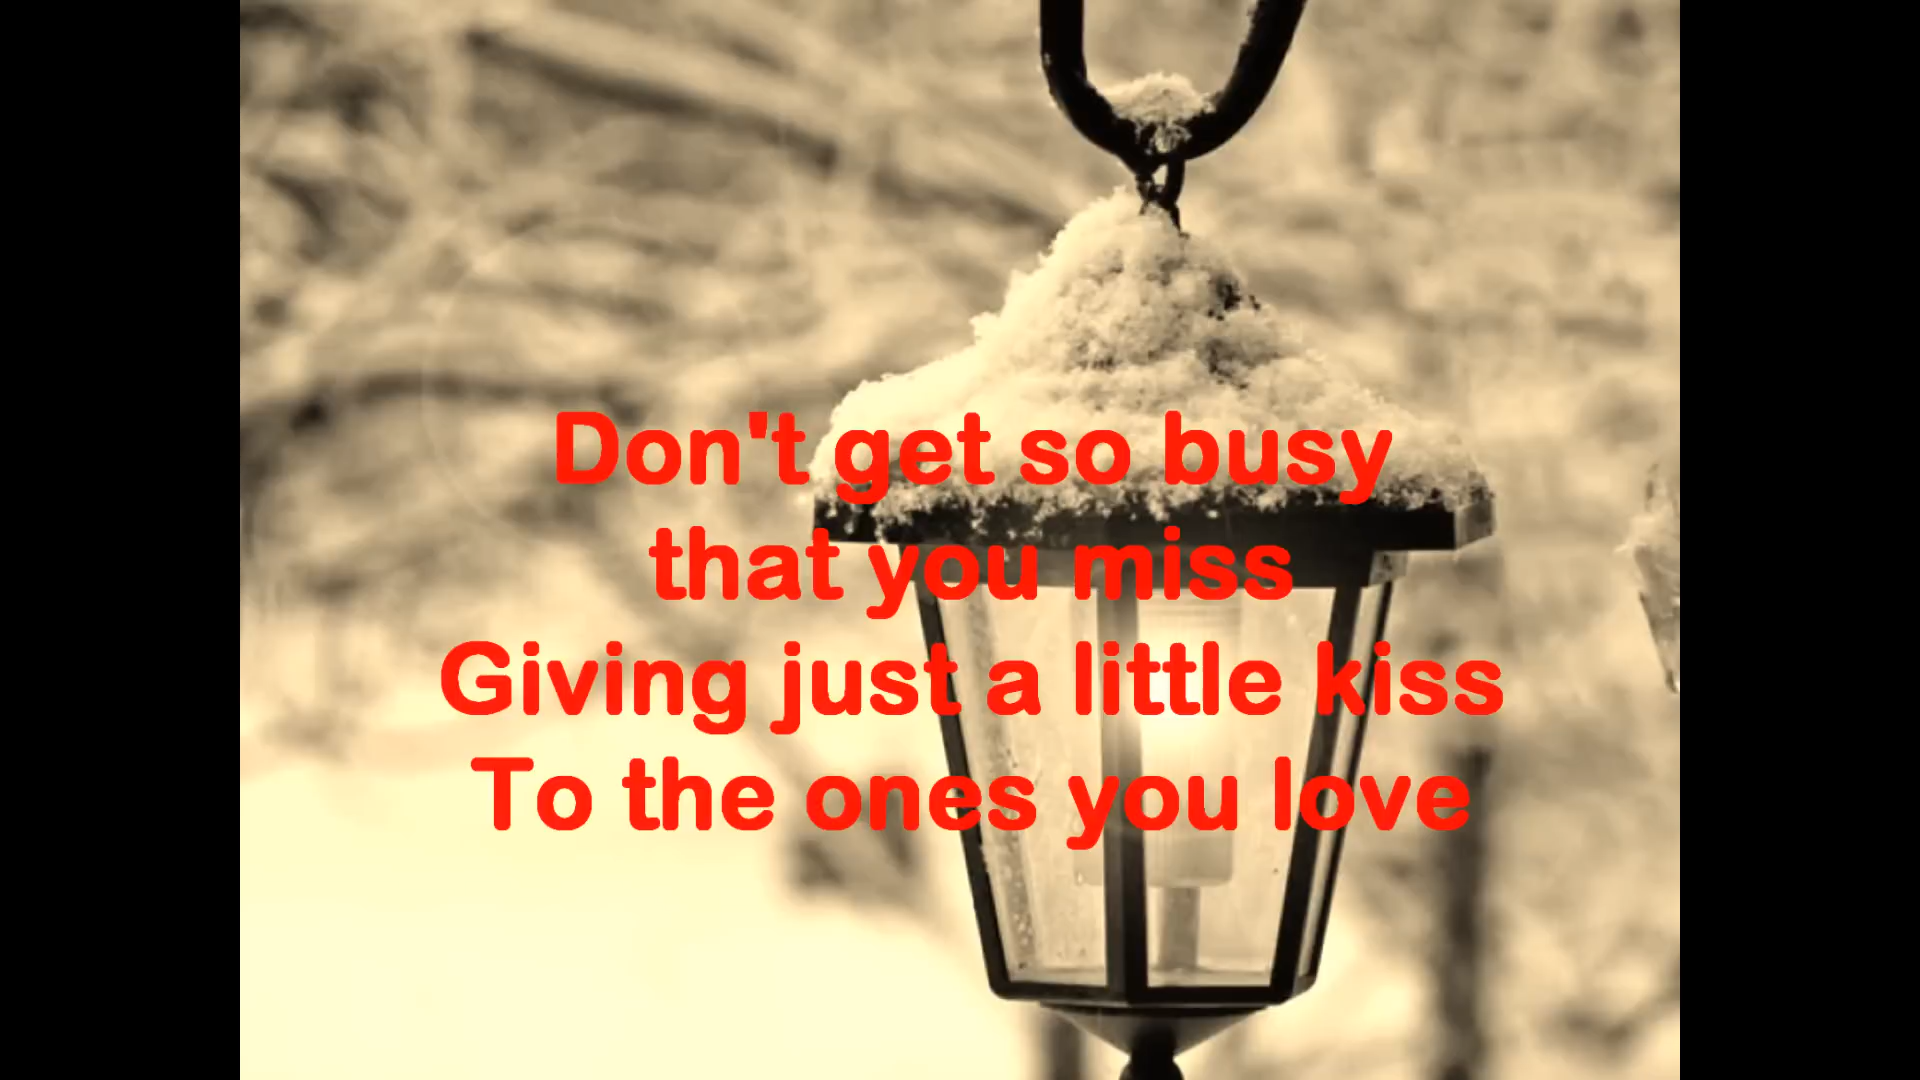 Don't get so busy
that you miss
Giving just a little kiss
To the ones you love